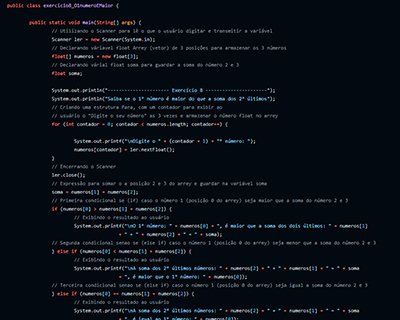 public class exercicio8_01numeroEMaior {
public static void main(String[] args) {
// Utilizando o Scanner para lê o que o usuário digitar e transmitir a variável
Scanner ler = new Scanner(System.in);
// Declarando váriavel float Array (vetor) de 3 posições para armazenar os 3 números
float[] numeros = new float[3];
// Declarando várial float soma para guardar a soma do número 2 e 3
float soma;
System.out.println("---------------------- Exercício 8 ----------------------");
System.out.println("Saiba se o 1º número é maior do que a soma dos 2º últimos");
// Criando uma estrutura Para, com um contador para exibir ao
// usuário o "Digite o seu número" as 3 vezes e armazenar o número float no array
for (int contador = 0; contador < numeros.length; contador++) {
System.out.printf("\nDigite o " + (contador + 1) + "º número: ");
numeros[contador] = ler.nextFloat();
}
// Encerrando o Scanner
ler.close();
// Expressão para somar o a posição 2 e 3 do array e guardar na variável soma
soma = numeros[1] + numeros[2];
// Primeira condicional se (if) caso o número 1 (posição 0 do array) seja maior que a soma do número 2 e 3
if (numeros[0] > numeros[1] + numeros[2]) {
// Exibindo o resultado ao usuário
System.out.printf("\nO 1º número: " + numeros[0] + ", é maior que a soma dos dois últimos: " + numeros[1]
+ " + " + numeros[2] + " = " + soma);
// Segunda condicional senao se (else if) caso o número 1 (posição 0 do array) seja menor que a soma do número 2 e 3
} else if (numeros[0] < numeros[1] + numeros[2]) {
// Exibindo o resultado ao usuário
System.out.printf("\nA soma dos 2º últimos números: " + numeros[2] + " + " + numeros[1] + " = " + soma
+ ", é maior que o 1º número: " + numeros[0]);
// Terceira condicional senao se (else if) caso o número 1 (posição 0 do array) seja igual a soma do número 2 e 3
} else if (numeros[0] == numeros[1] + numeros[2]) {
// Exibindo o resultado ao usuário
System.out.printf("\nA soma dos 2º últimos números: " + numeros[2] + " + " + numeros[1] + " = " + soma
+ ", é igual ao 1º número: " + numeros[0]);